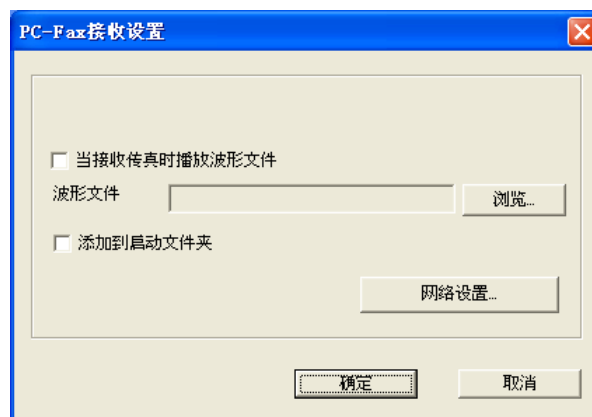 PC-Fax接收设置
当接收传真时播放波形文件
波形文件
浏览...
添加到启动文件夹
网络设置...
确定
取消